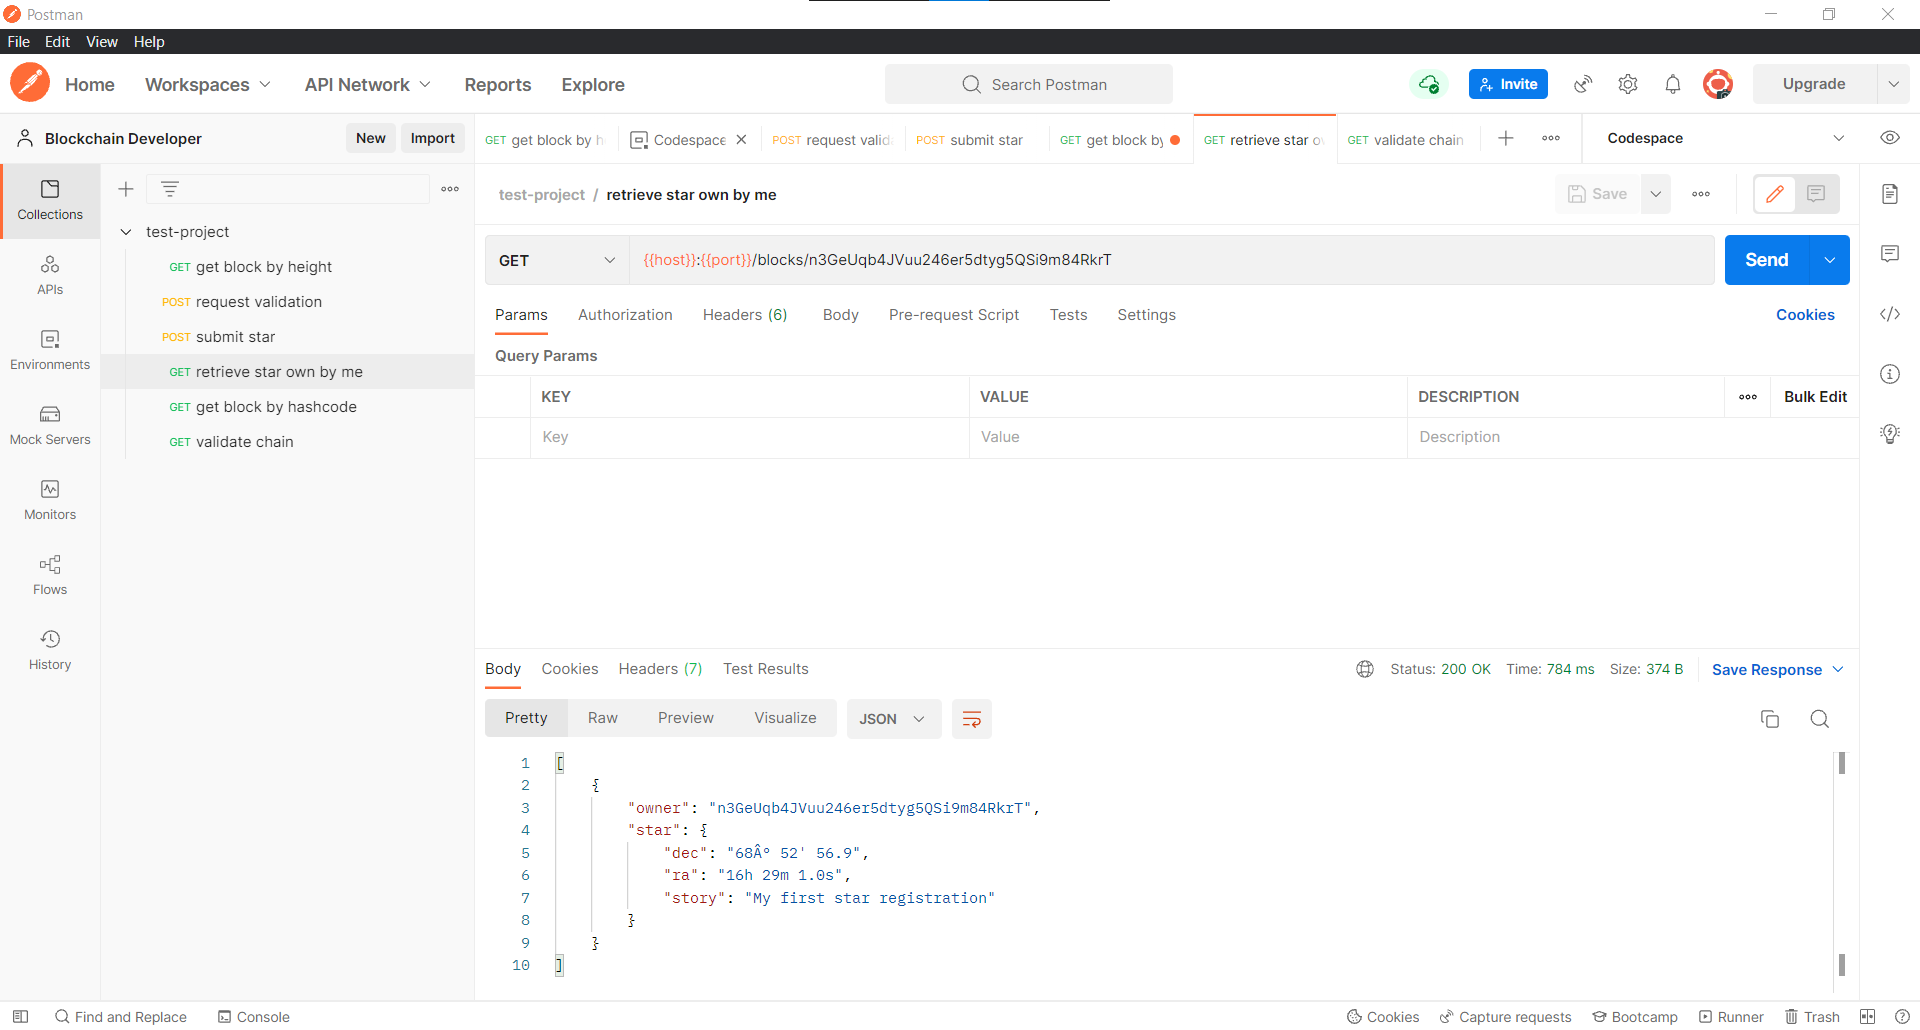 Postman
File Edit View Help
Home Workspaces API Network Reports Explore Search Postman Invite Upgrade
Blockchain Developer New Import
GET get block by h Codespace POST request valid POST submit star GET get block by GET retrieve star ow GET validate chain Codespace
Collections
APIs
Environments
Mock Servers
Monitors
Flows
History
test-project
GET get block by height
POST request validation
POST submit star
GET retrieve star own by me
GET get block by hashcode
GET validate chain
test-project / retrieve star own by me Save
GET {{host}}:{{port}}/blocks/n3GeUqb4JVuu246er5dtyg5QSi9m84RkrT Send
Params Authorization Headers (6) Body Pre-request Script Tests Settings Cookies
Query Params
KEY VALUE DESCRIPTION Bulk Edit
Key Value Description
Body Cookies Headers (7) Test Results Status: 200 OK Time: 784 ms Size: 374 B Save Response
Pretty Raw Preview Visualize JSON
1 [
2 {
3 "owner": "n3GeUqb4JVuu246er5dtyg5QSi9m84RkrT",
4 "star": {
5 "dec": "68Âº 52' 56.9",
6 "ra": "16h 29m 1.0s",
7 "story": "My first star registration"
8 }
9 }
10 ]
Find and Replace Console Cookies Capture requests Bootcamp Runner Trash